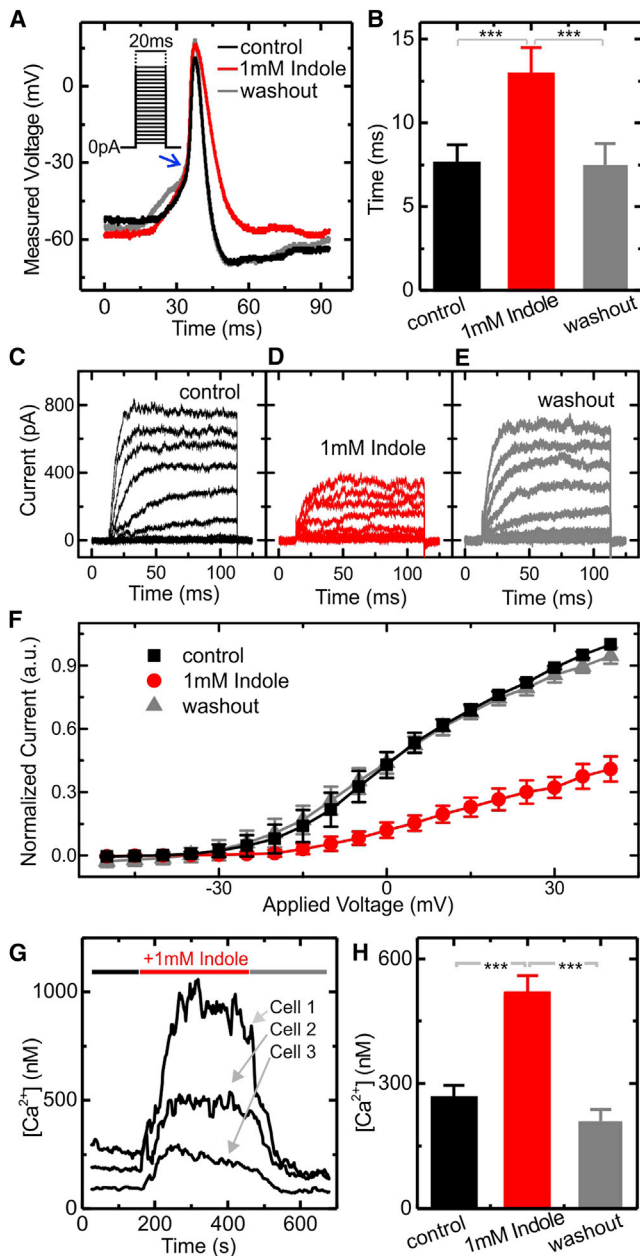 A
20ms
0pA
control
1mM Indole
washout
Measured Voltage (mV)
0
-30
-60
0 30 60 90
Time (ms)
B
*** ***
Time (ms)
15
10
5
0
control 1mM Indole washout
C
control
Current (pA)
800
400
0
0 50 100
Time (ms)
D
1mM Indole
0 50 100
Time (ms)
E
washout
0 50 100
Time (ms)
F
control
1mM Indole
washout
Normalized Current (a.u.)
0.9
0.6
0.3
0.0
-30 0 30
Applied Voltage (mV)
G
+1mM Indole
Cell 1
Cell 2
Cell 3
[Ca2+] (nM)
1000
500
0
0 200 400 600
Time (s)
H
*** ***
[Ca2+] (nM)
600
300
0
control 1mM Indole washout